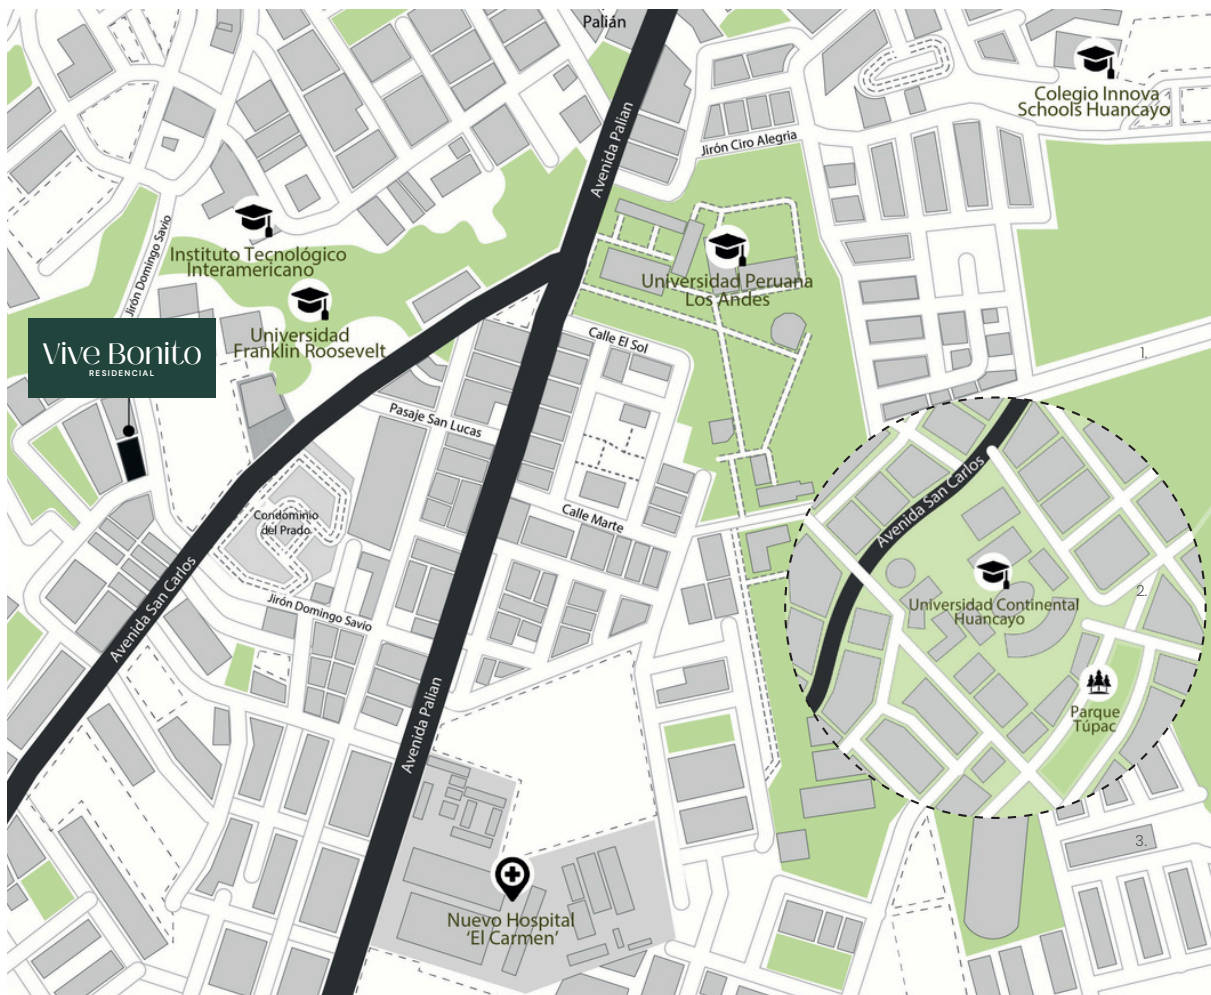 Palián
Colegio Innova
Schools Huancayo
Avenida Palian
Jirón Ciro Alegria
Jirón Domingo Savio
Instituto Tecnológico
Interamericano
Universidad Peruana
Los Andes
Universidad
Franklin Roosevelt
Calle El Sol
Vive Bonito
RESIDENCIAL
1.
Pasaje San Lucas
Avenida San Carlos
Condominio
del Prado
Calle Marte
Universidad Continental
Huancayo
2.
Jirón Domingo Savio
Avenida San Carlos
Avenida Palian
Parque
Túpac
3.
Nuevo Hospital
'El Carmen'